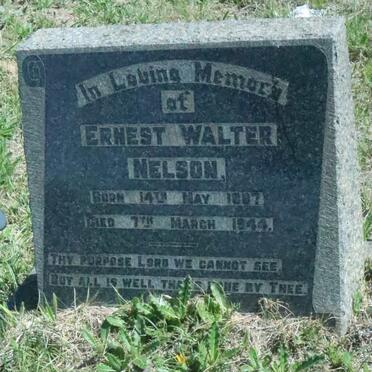 In Loving Memory
of
ERNEST WALTER
NELSON,
BORN 14TH MAY 1887
DIED 7TH MARCH 1944.
THY PURPOSE LORD WE CANNOT SEE
BUT ALL IS WELL THAT'S DONE BY THEE